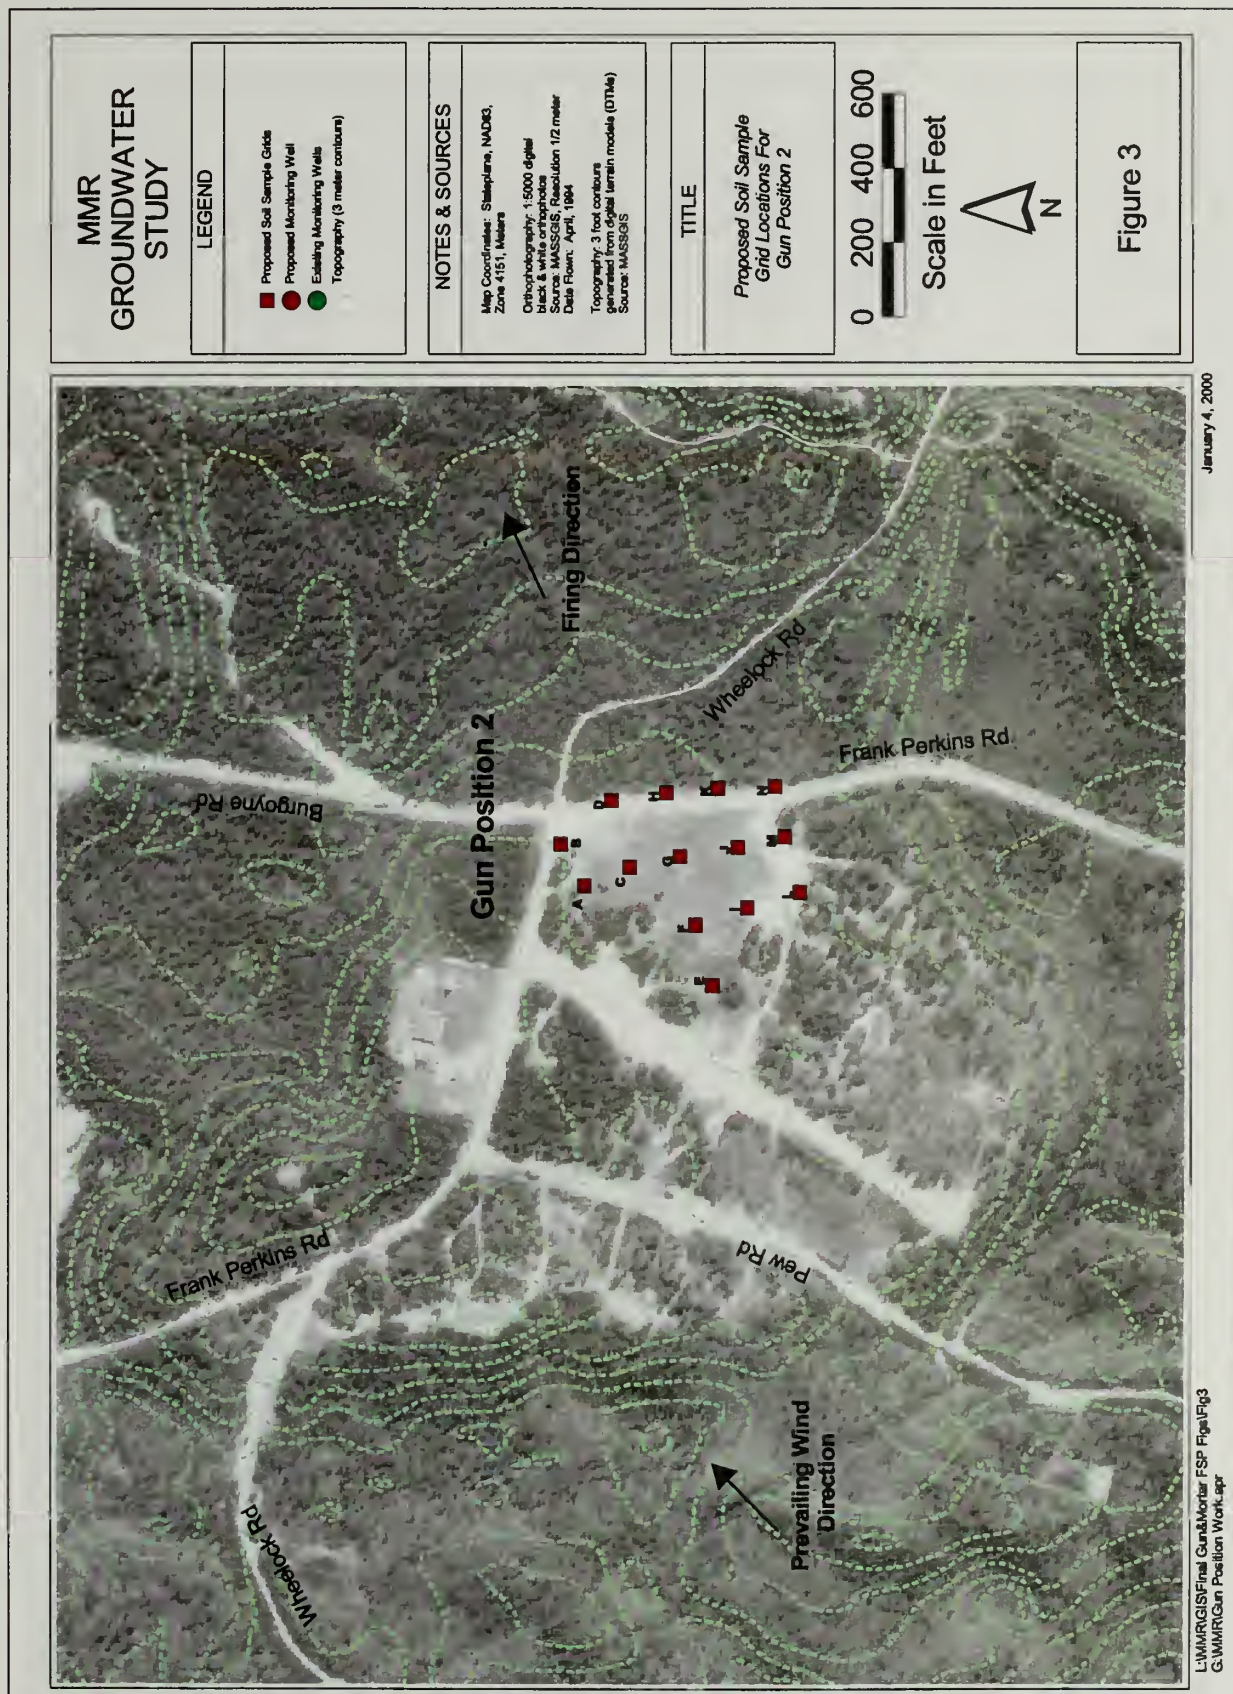 MMR
GROUNDWATER
STUDY
LEGEND
Proposed Soil Sample Grids
Proposed Monitoring Well
Existing Monitoring Wells
Topography (3 meter contours)
NOTES & SOURCES
Map Coordinates: Stateplane, NAD83,
Zone 4151, Meters
Orthophotography: 1:5000 digital
black & white orthophotos
Source: MASSGIS, Resolution 1/2 meter
Date Flown: April, 1994
Topography: 3 foot contours
generated from digital terrain models (DTMs)
Source: MASSGIS
TITLE
Proposed Soil Sample
Grid Locations For
Gun Position 2
0 200 400 600
Scale in Feet
N
Figure 3
January 4, 2000
Firing Direction
Gun Position 2
Burgoyne Rd
Wheelock Rd
Frank Perkins Rd
A
B
C
D
E
F
G
H
I
J
K
L
M
N
Frank Perkins Rd
Pew Rd
Wheelock Rd
Prevailing Wind
Direction
L:\MMR\GIS\Final Gun&Mortar FSP Figs\Fig3
G:\MMR\Gun Position Work.apr